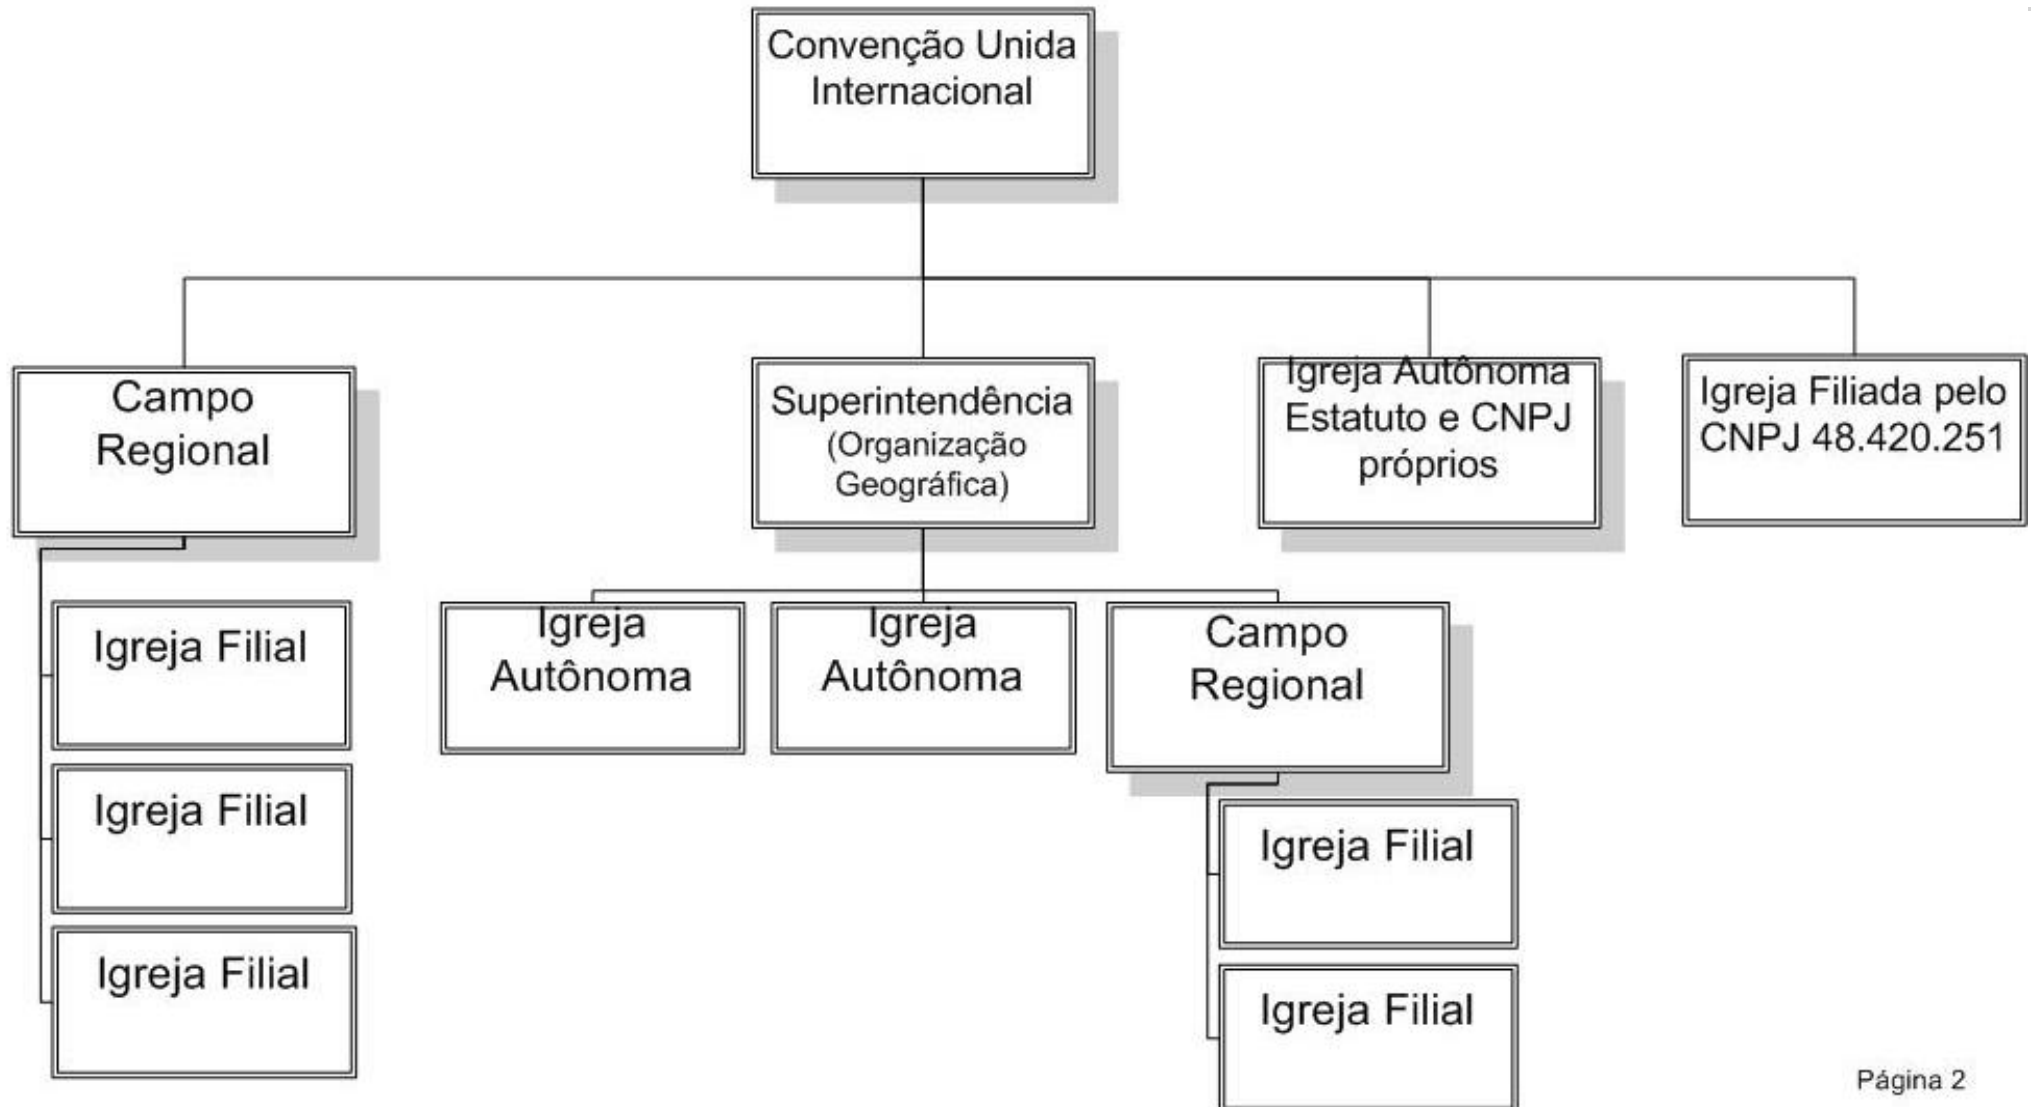 Convenção Unida
Internacional
Campo
Regional
Superintendência
(Organização
Geográfica)
Igreja Autônoma
Estatuto e CNPJ
próprios
Igreja Filiada pelo
CNPJ 48.420.251
Igreja Filial
Igreja Filial
Igreja Filial
Igreja
Autônoma
Igreja
Autônoma
Campo
Regional
Igreja Filial
Igreja Filial
Página 2